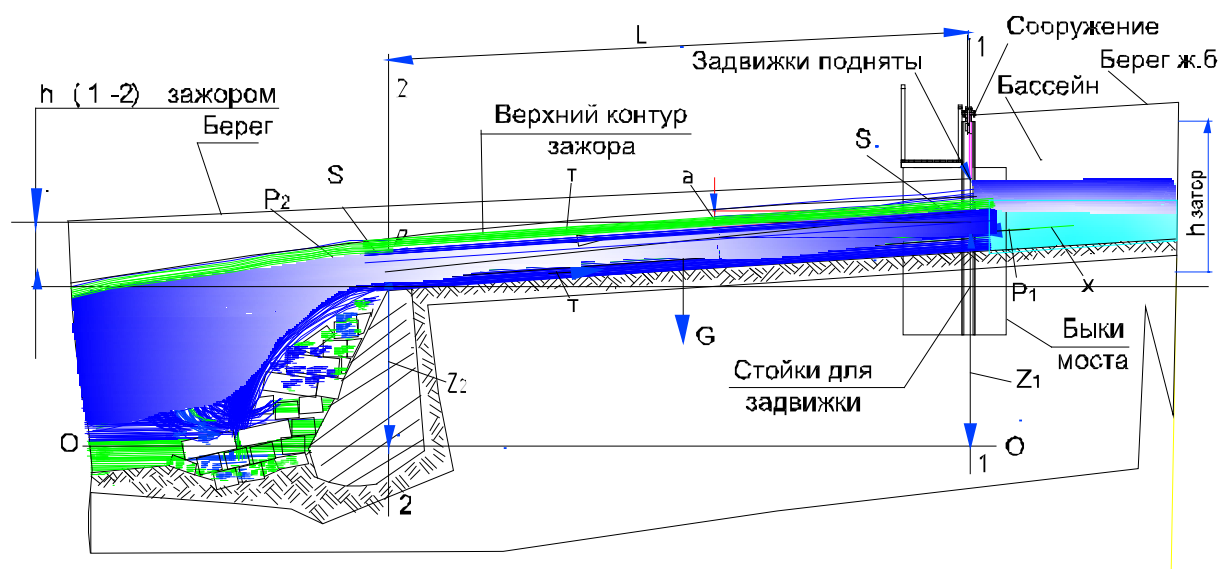 L
1
Сооружение
Задвижки подняты
Берег ж.б
2
h (1-2) зажором
Бассейн
Берег
Верхний контур
зажора
S
S.
т
a
P2
h затор
т
P1
x
G
Быки
моста
Стойки для
задвижки
Z2
Z1
O
O
1
2